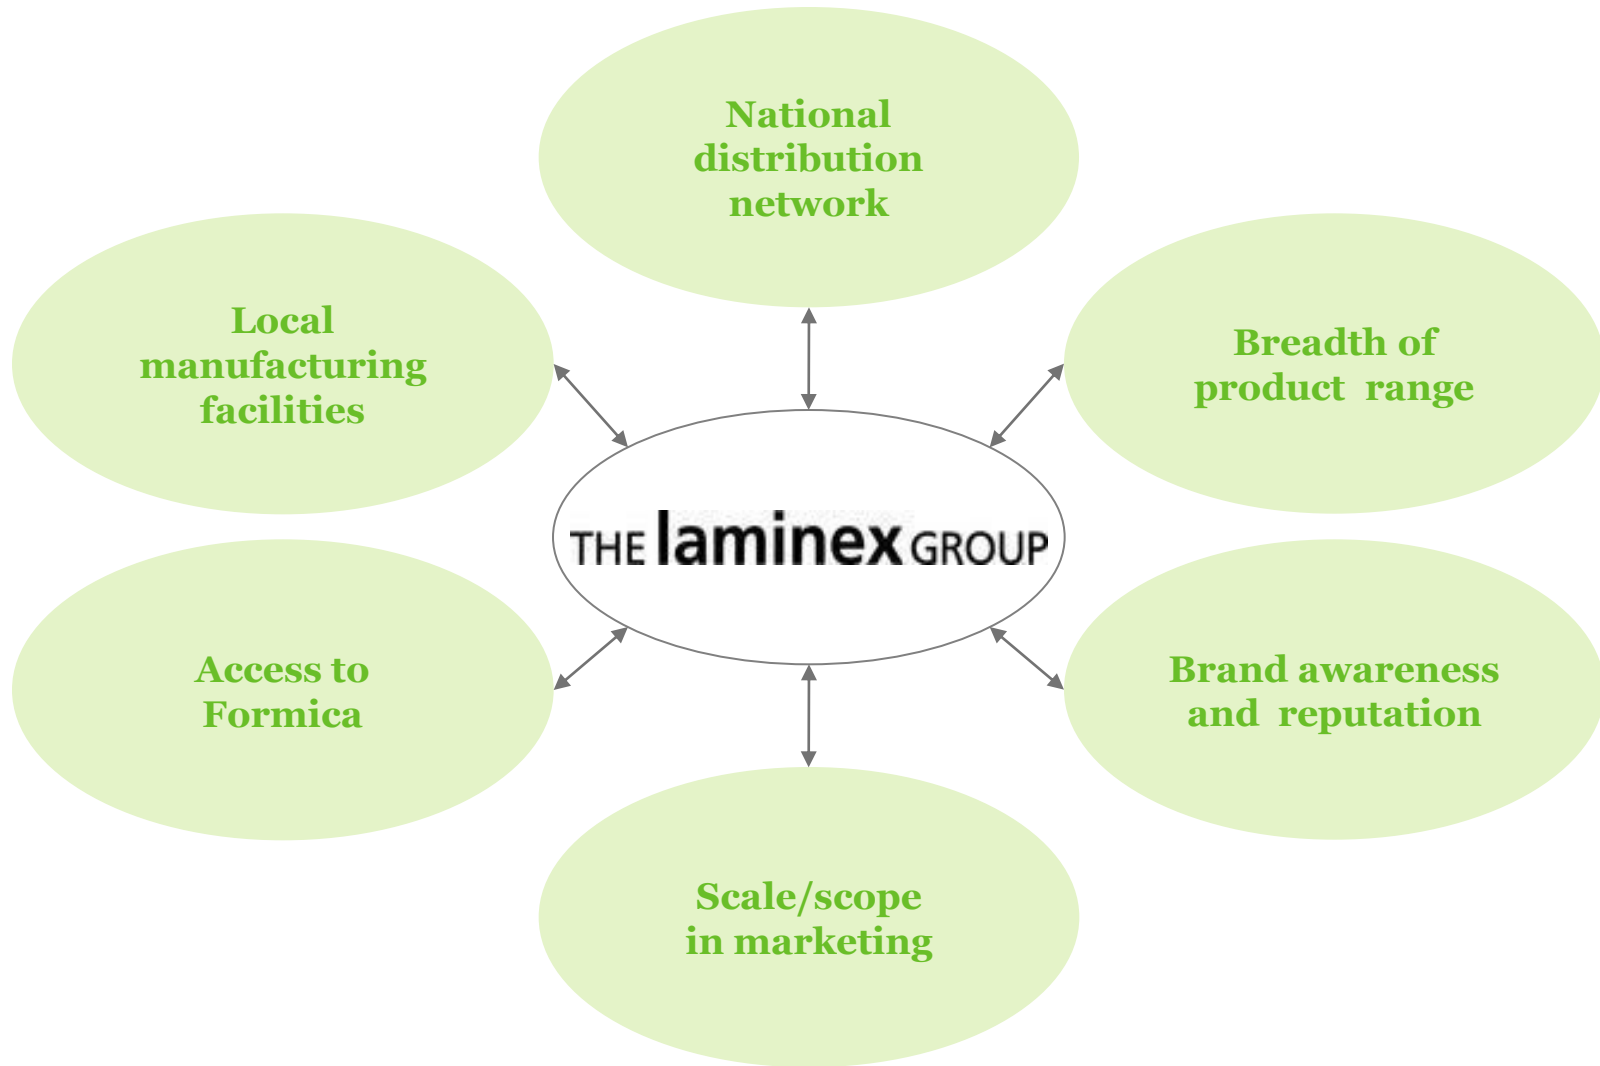 National
distribution
network
Local
manufacturing
facilities
Breadth of
product  range
THE laminex GROUP
Access to
Formica
Brand awareness
and  reputation
Scale/scope
in marketing